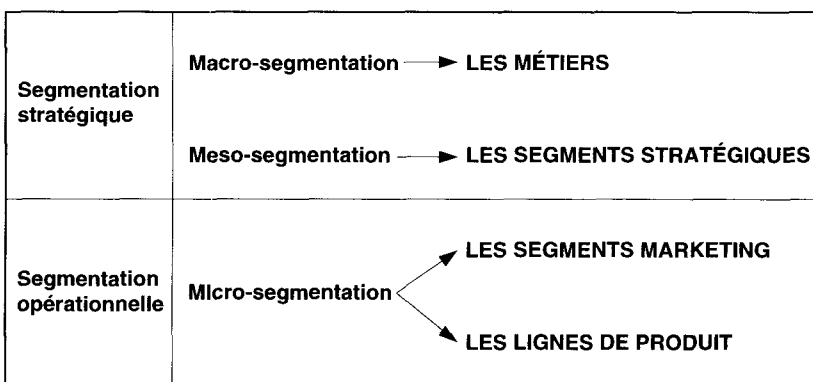 Segmentation
stratégique
Macro-segmentation
LES MÉTIERS
Meso-segmentation
LES SEGMENTS STRATÉGIQUES
Segmentation
opérationnelle
MIcro-segmentation
LES SEGMENTS MARKETING
LES LIGNES DE PRODUIT